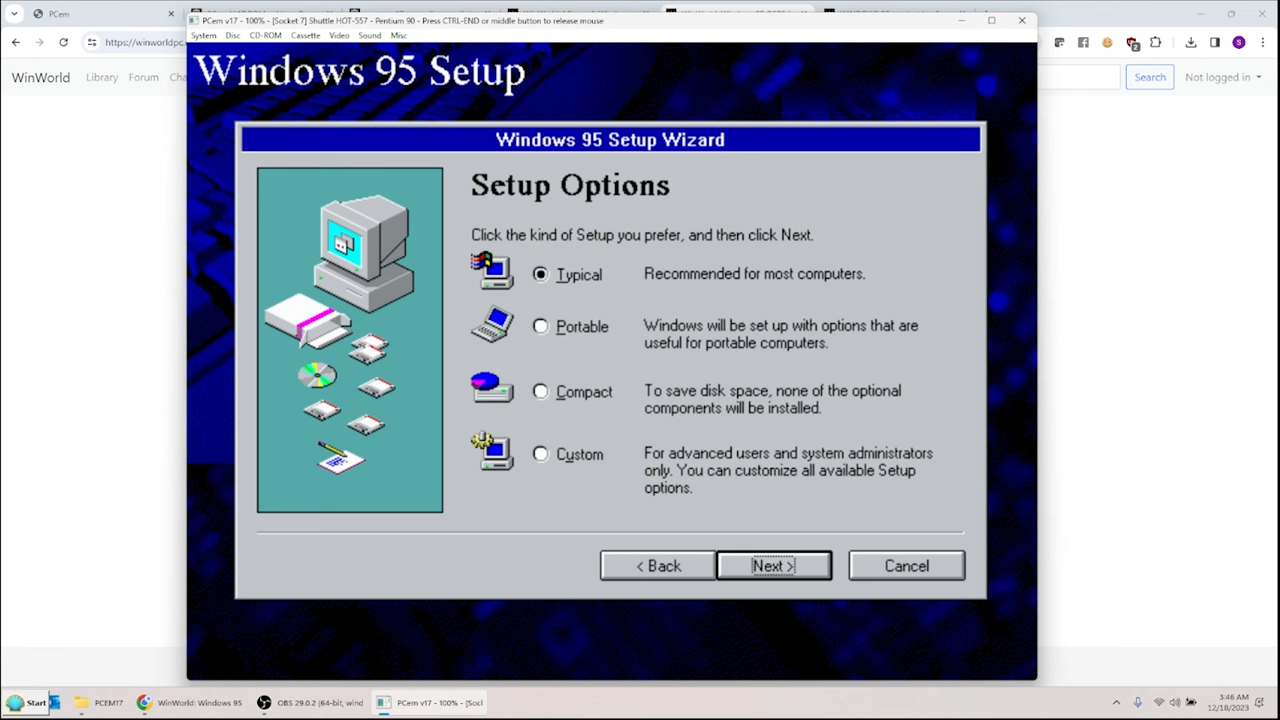 PCem
PCem v17 - 100% - [Socket 7] Shuttle HOT-557 - Pentium 90 - Press CTRL-END or middle button to release mouse
System Disc CD-ROM Cassette Video Sound Misc
https://winworldpc.
WinWorld Library Forum
Search Not logged in
Windows 95 Setup
Windows 95 Setup Wizard
Setup Options
Click the kind of Setup you prefer, and then click Next.
Typical Recommended for most computers.
Portable Windows will be set up with options that are
useful for portable computers.
Compact To save disk space, none of the optional
components will be installed.
Custom For advanced users and system administrators
only. You can customize all available Setup
options.
< Back Next > Cancel
Start PCEM17 WinWorld: Windows 95 OBS 29.0.2 (64-bit, wind PCem v17 - 100% - [Socl
3:46 AM
12/18/2023